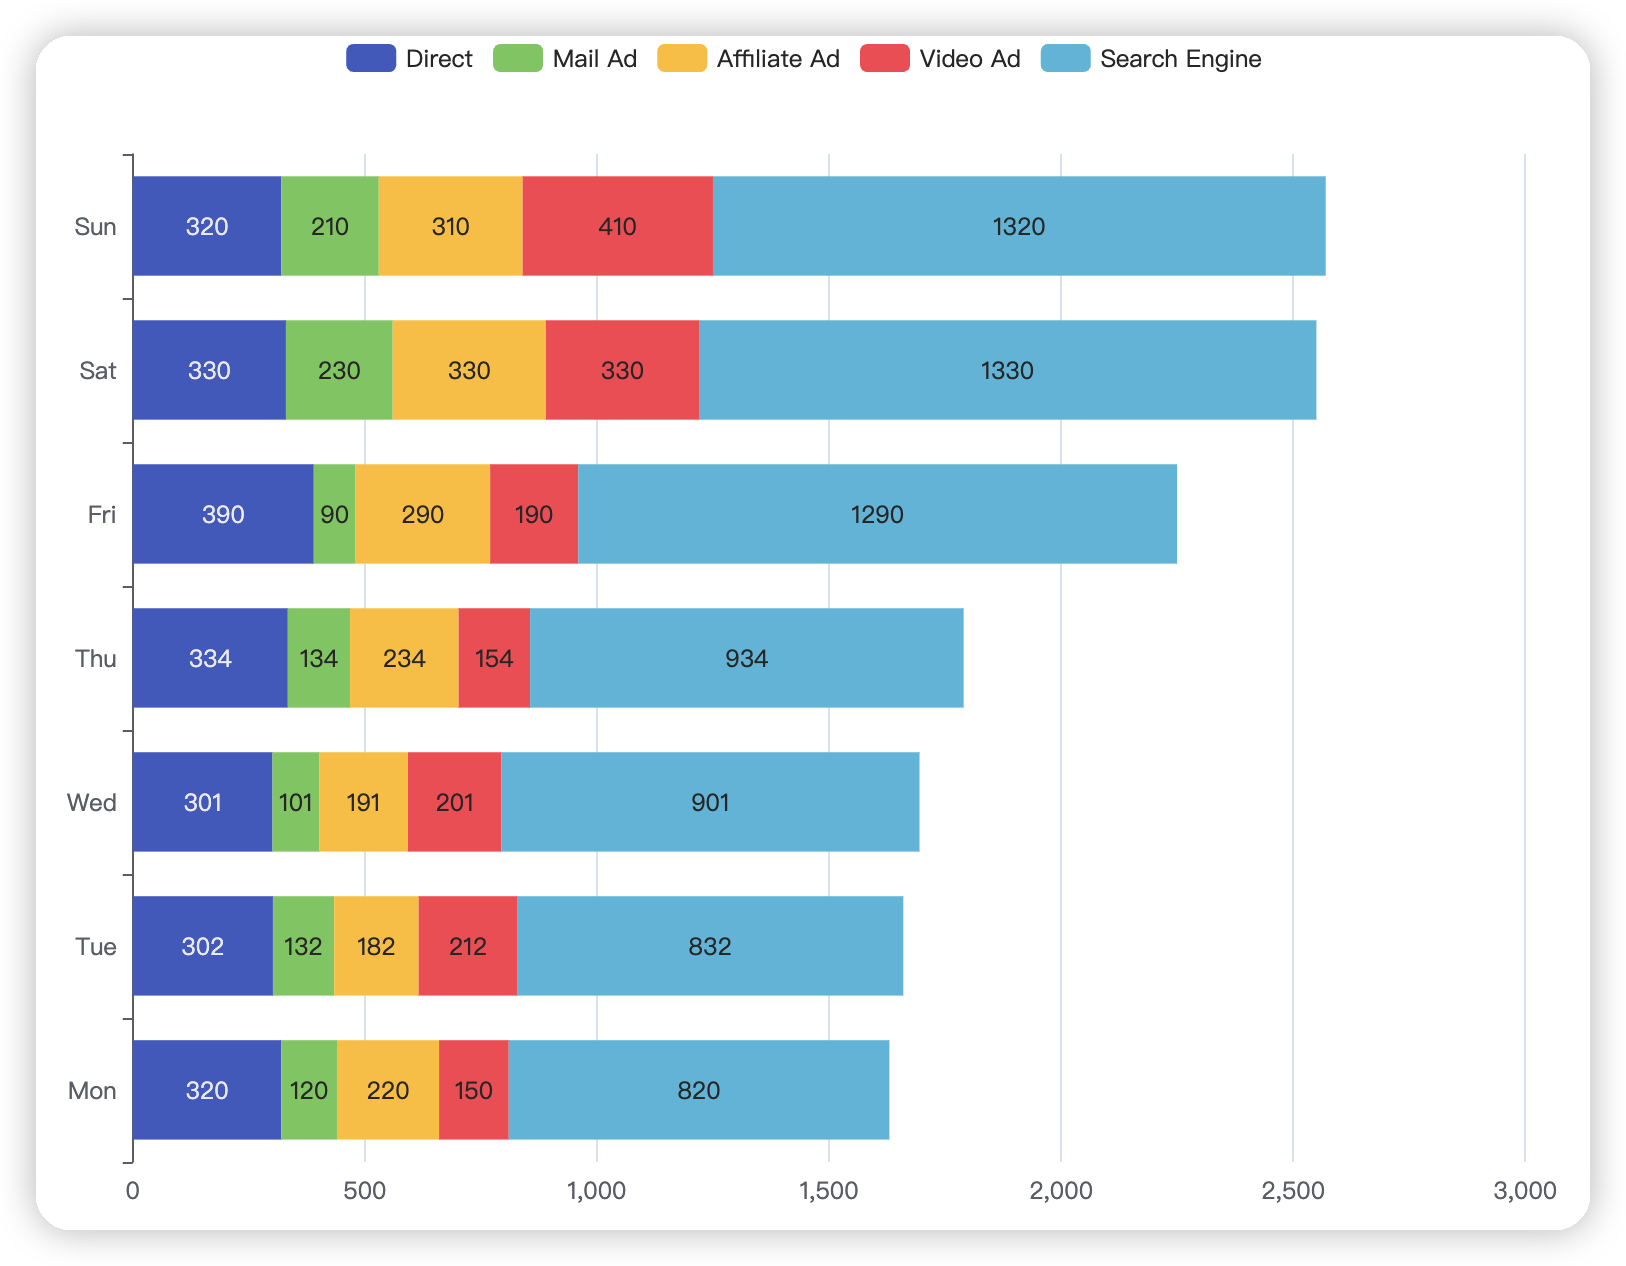 Direct Mail Ad Affiliate Ad Video Ad Search Engine
Sun 320 210 310 410 1320
Sat 330 230 330 330 1330
Fri 390 90 290 190 1290
Thu 334 134 234 154 934
Wed 301 101 191 201 901
Tue 302 132 182 212 832
Mon 320 120 220 150 820
0 500 1,000 1,500 2,000 2,500 3,000